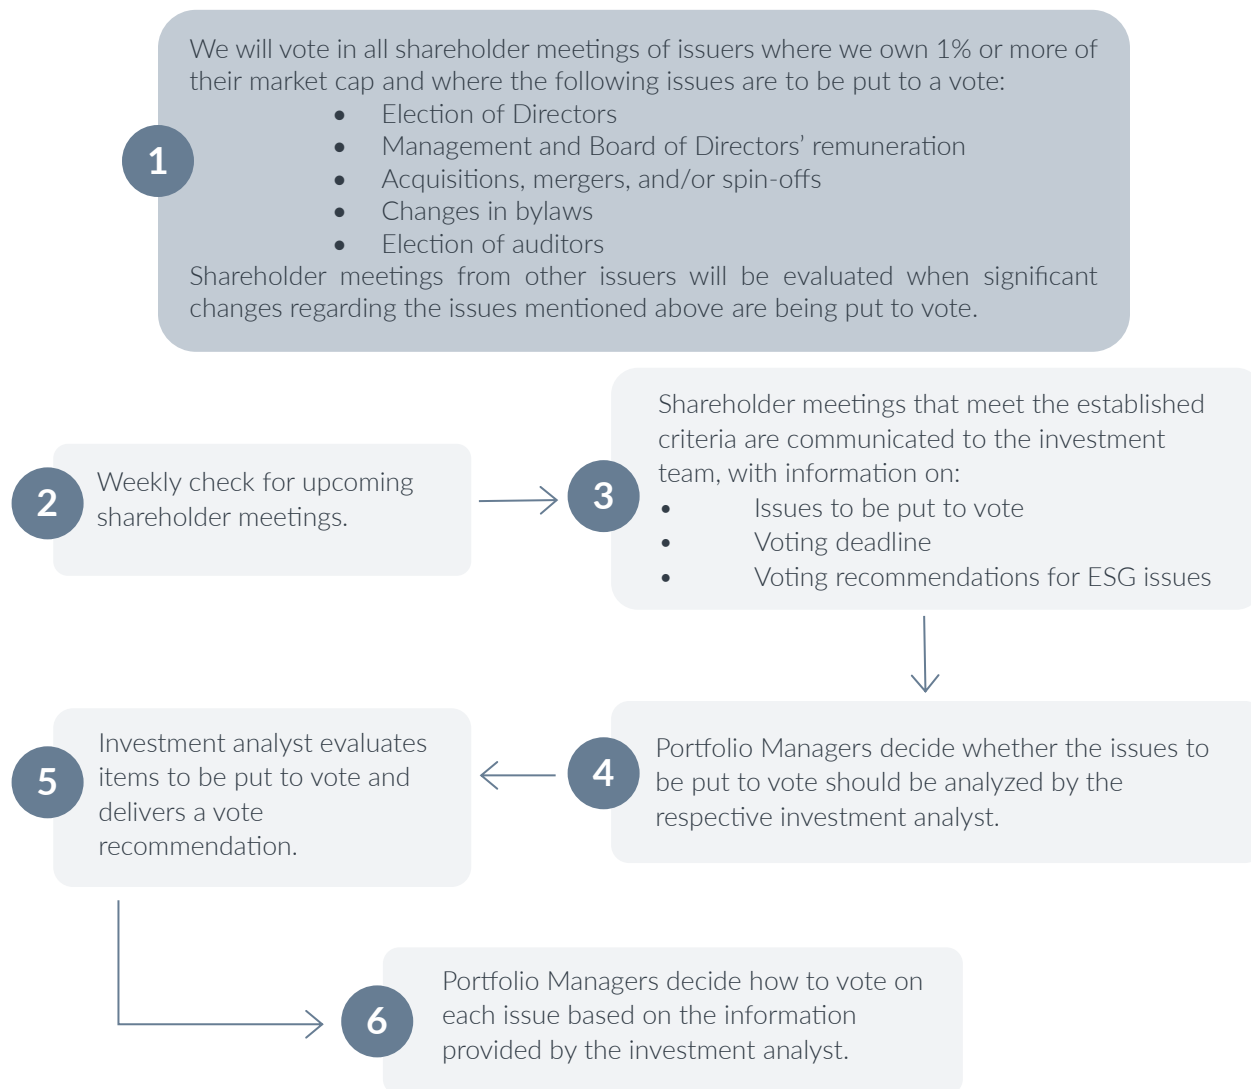 We will vote in all shareholder meetings of issuers where we own 1% or more of
their market cap and where the following issues are to be put to a vote:
• Election of Directors
• Management and Board of Directors’ remuneration
• Acquisitions, mergers, and/or spin-offs
• Changes in bylaws
• Election of auditors
Shareholder meetings from other issuers will be evaluated when significant
changes regarding the issues mentioned above are being put to vote.
1
2
Weekly check for upcoming
shareholder meetings.
3
Shareholder meetings that meet the established
criteria are communicated to the investment
team, with information on:
• Issues to be put to vote
• Voting deadline
• Voting recommendations for ESG issues
4
Portfolio Managers decide whether the issues to
be put to vote should be analyzed by the
respective investment analyst.
5
Investment analyst evaluates
items to be put to vote and
delivers a vote
recommendation.
6
Portfolio Managers decide how to vote on
each issue based on the information
provided by the investment analyst.